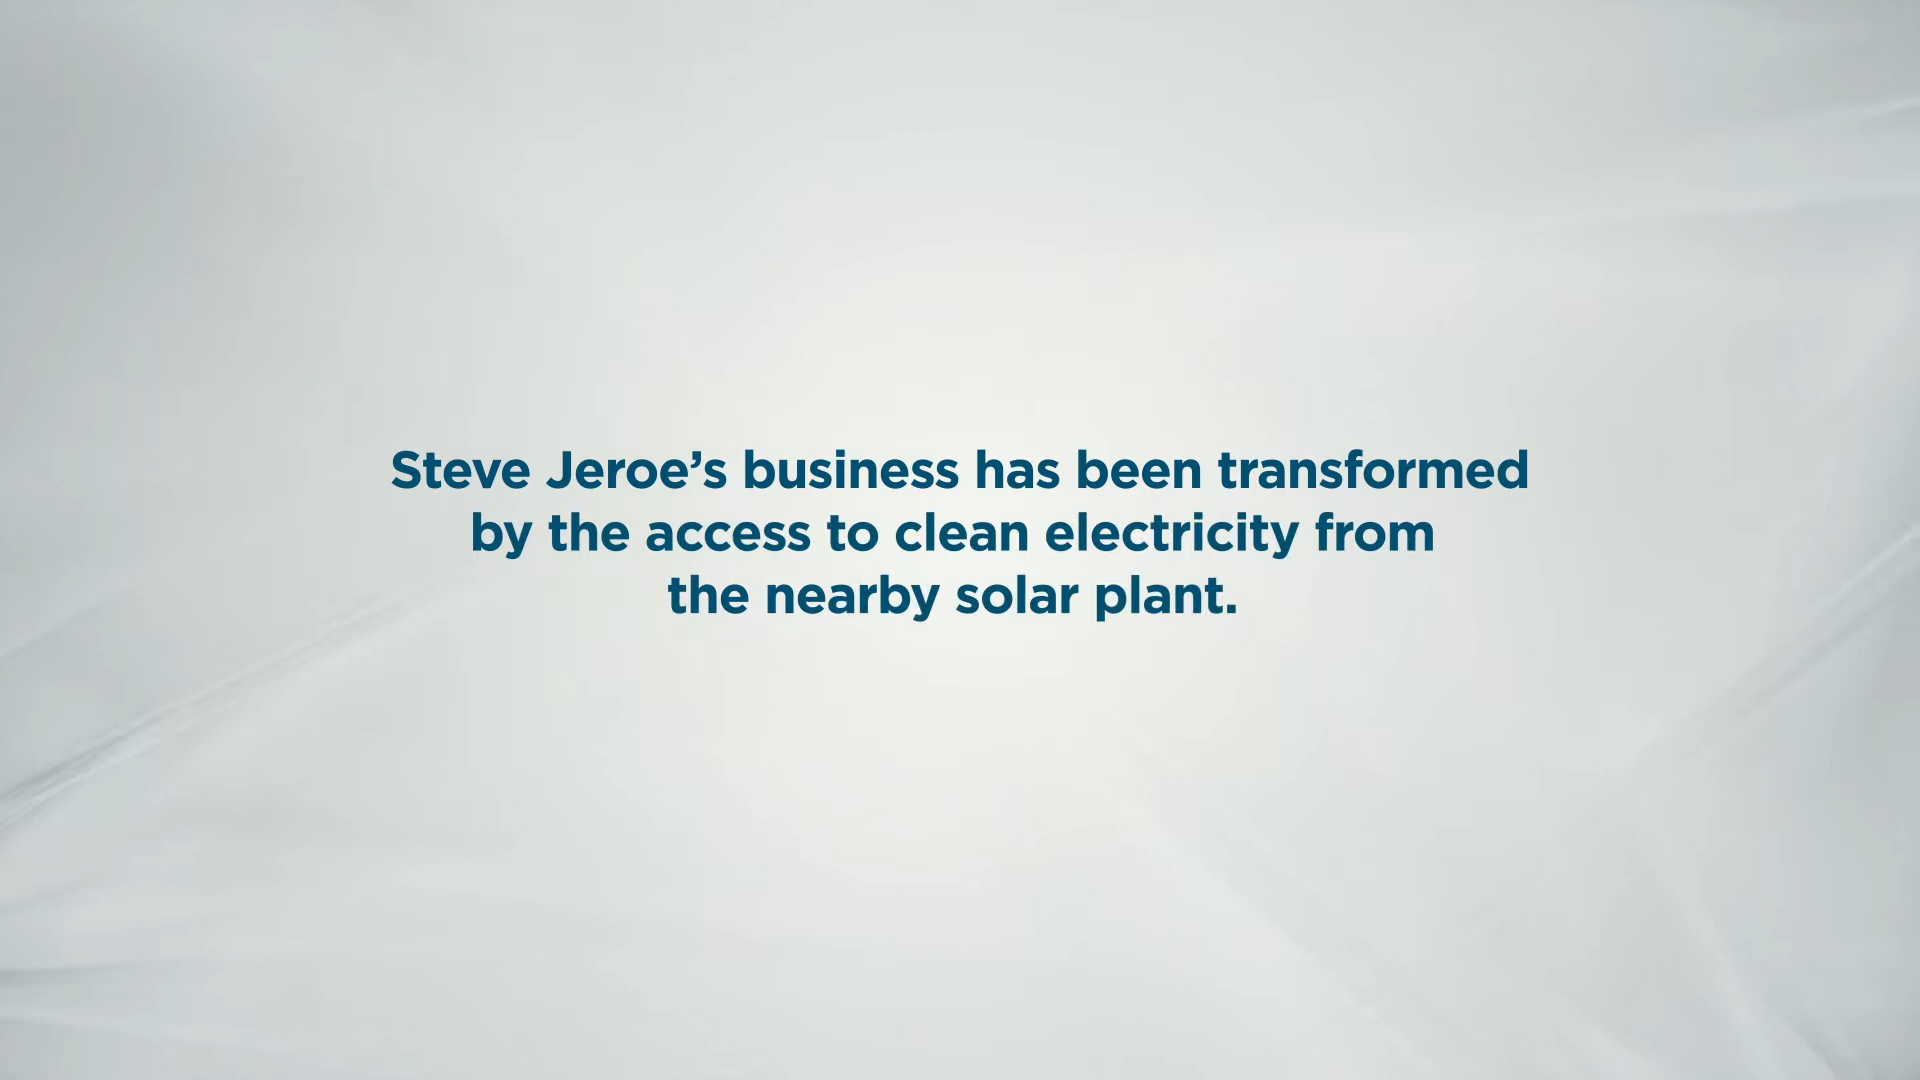 Steve Jeroe’s business has been transformed
by the access to clean electricity from
the nearby solar plant.